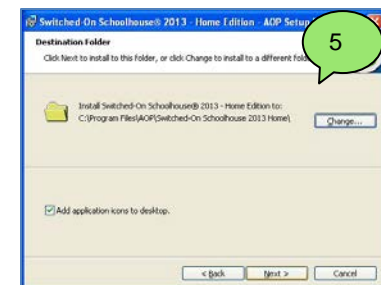 Switched-On Schoolhouse® 2013 - Home Edition - AOP Setup
5
Destination Folder
Click Next to install to this folder, or click Change to install to a different fold
Install Switched-On Schoolhouse® 2013 - Home Edition to:
C:\Program Files\AOP\Switched-On Schoolhouse 2013 Home\
Change...
Add application icons to desktop.
< Back
Next >
Cancel